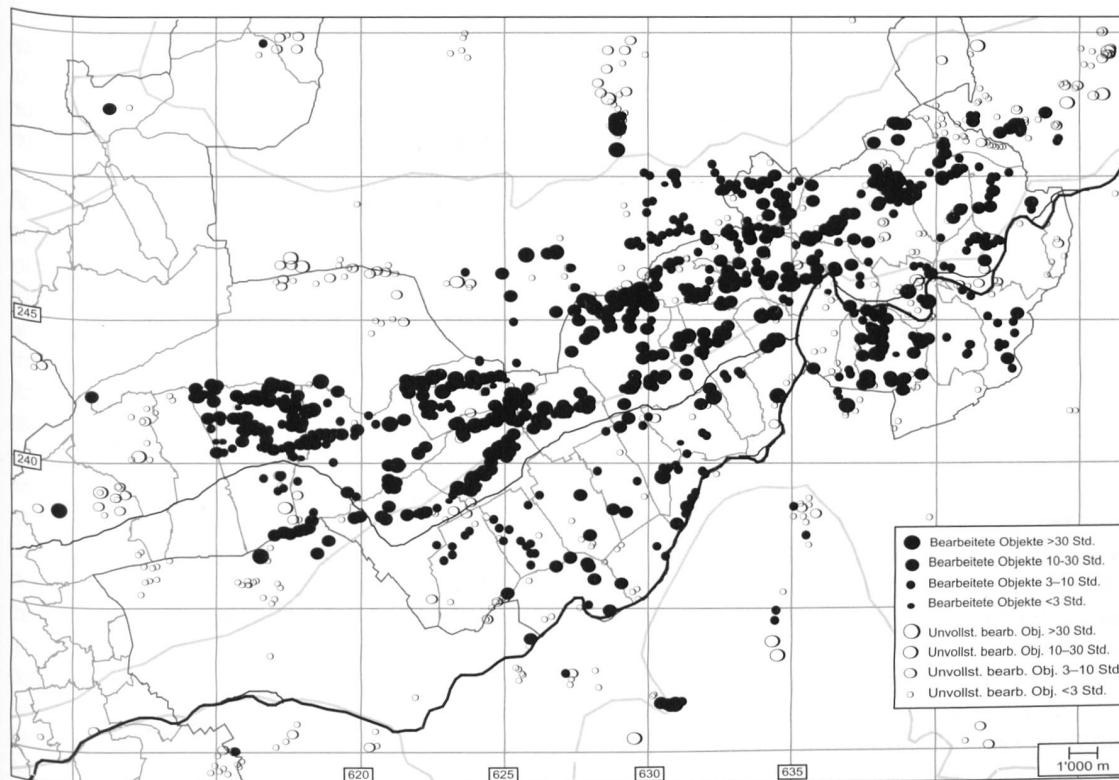 245
240
Bearbeitete Objekte >30 Std.
Bearbeitete Objekte 10-30 Std.
Bearbeitete Objekte 3–10 Std.
Bearbeitete Objekte <3 Std.
Unvollst. bearb. Obj. >30 Std.
Unvollst. bearb. Obj. 10–30 Std.
Unvollst. bearb. Obj. 3–10 Std.
Unvollst. bearb. Obj. <3 Std.
620
625
630
635
1'000 m